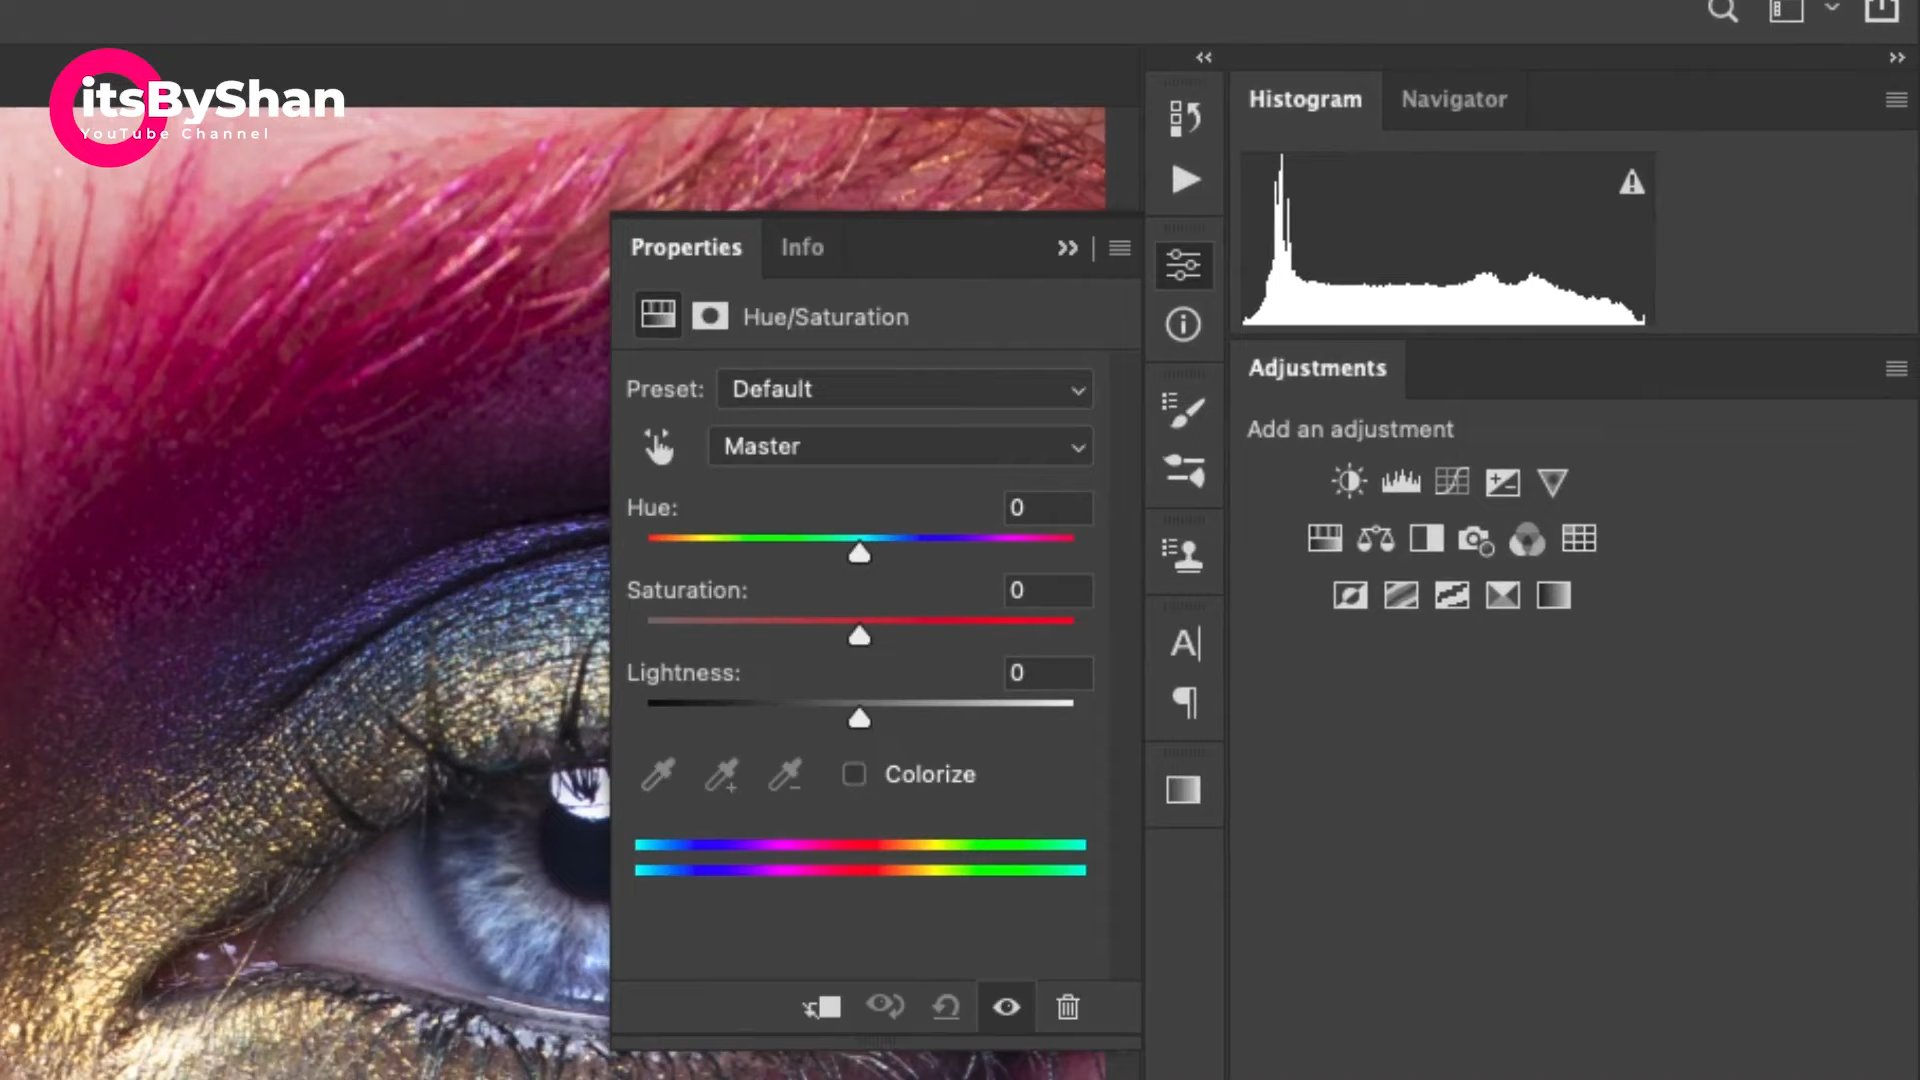 itsByShan
YouTube Channel
Histogram
Navigator
Properties
Info
Hue/Saturation
Preset:
Default
Master
Hue:
0
Saturation:
0
Lightness:
0
Colorize
Adjustments
Add an adjustment